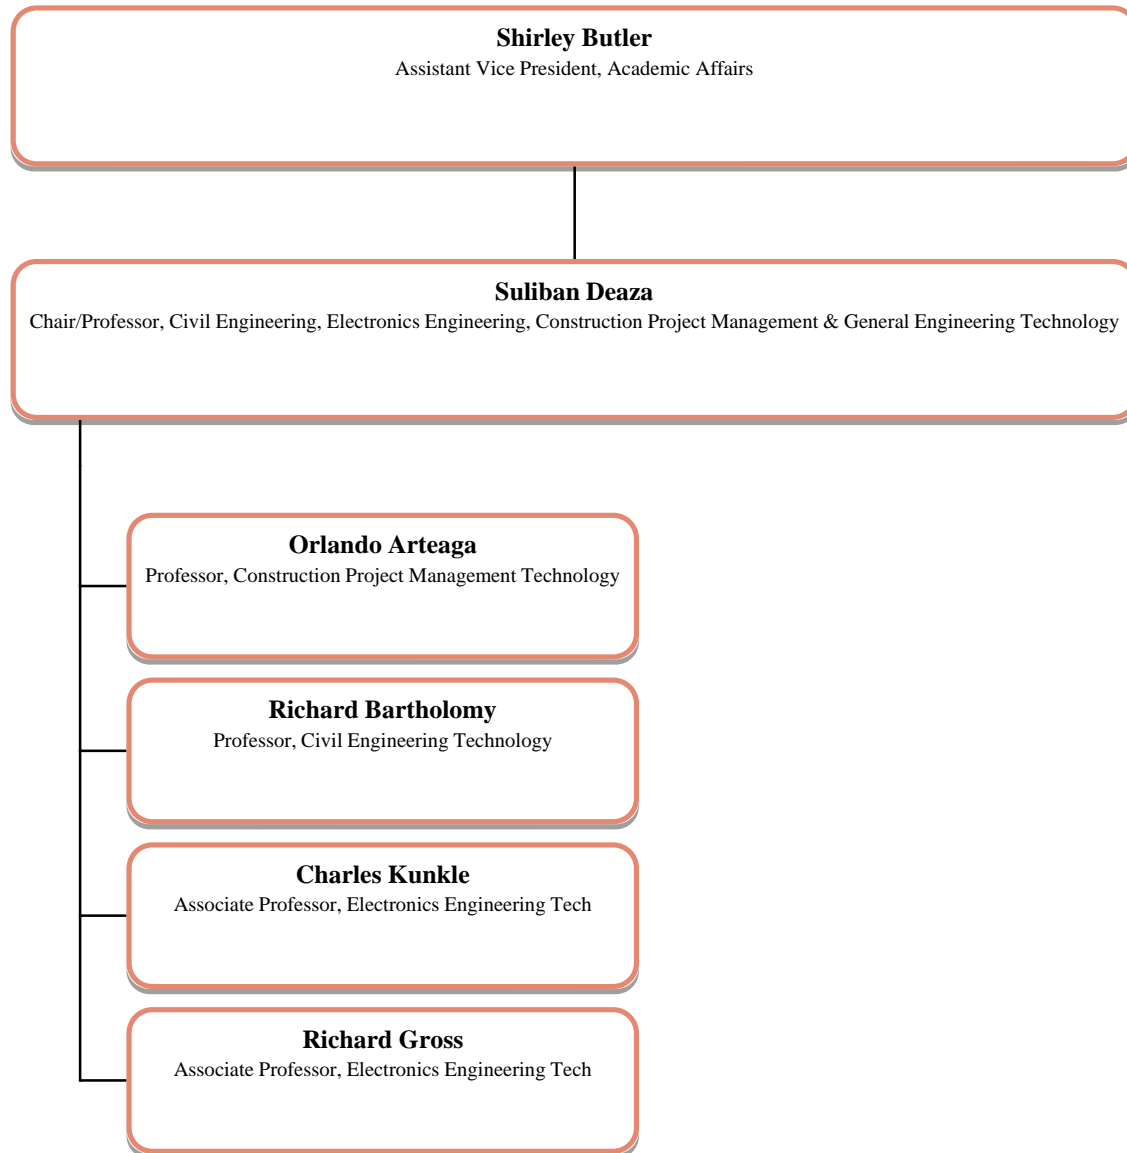 Shirley Butler
Assistant Vice President, Academic Affairs
Suliban Deaza
Chair/Professor, Civil Engineering, Electronics Engineering, Construction Project Management & General Engineering Technology
Orlando Arteaga
Professor, Construction Project Management Technology
Richard Bartholomy
Professor, Civil Engineering Technology
Charles Kunkle
Associate Professor, Electronics Engineering Tech
Richard Gross
Associate Professor, Electronics Engineering Tech